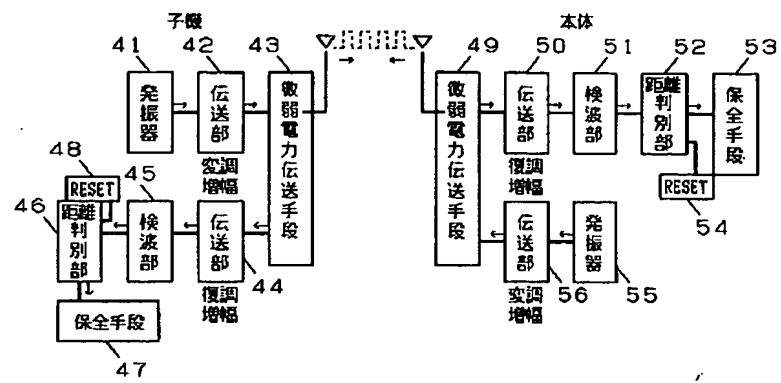 子機
本体
41
42
43
49
50
51
52
53
発振器
伝送部
変調
増幅
微弱電力伝送手段
微弱電力伝送手段
伝送部
復調
増幅
検波部
距離判別部
保全手段
RESET
54
48
RESET
46
距離判別部
45
検波部
伝送部
44
復調
増幅
保全手段
47
伝送部
56
変調
増幅
発振器
55